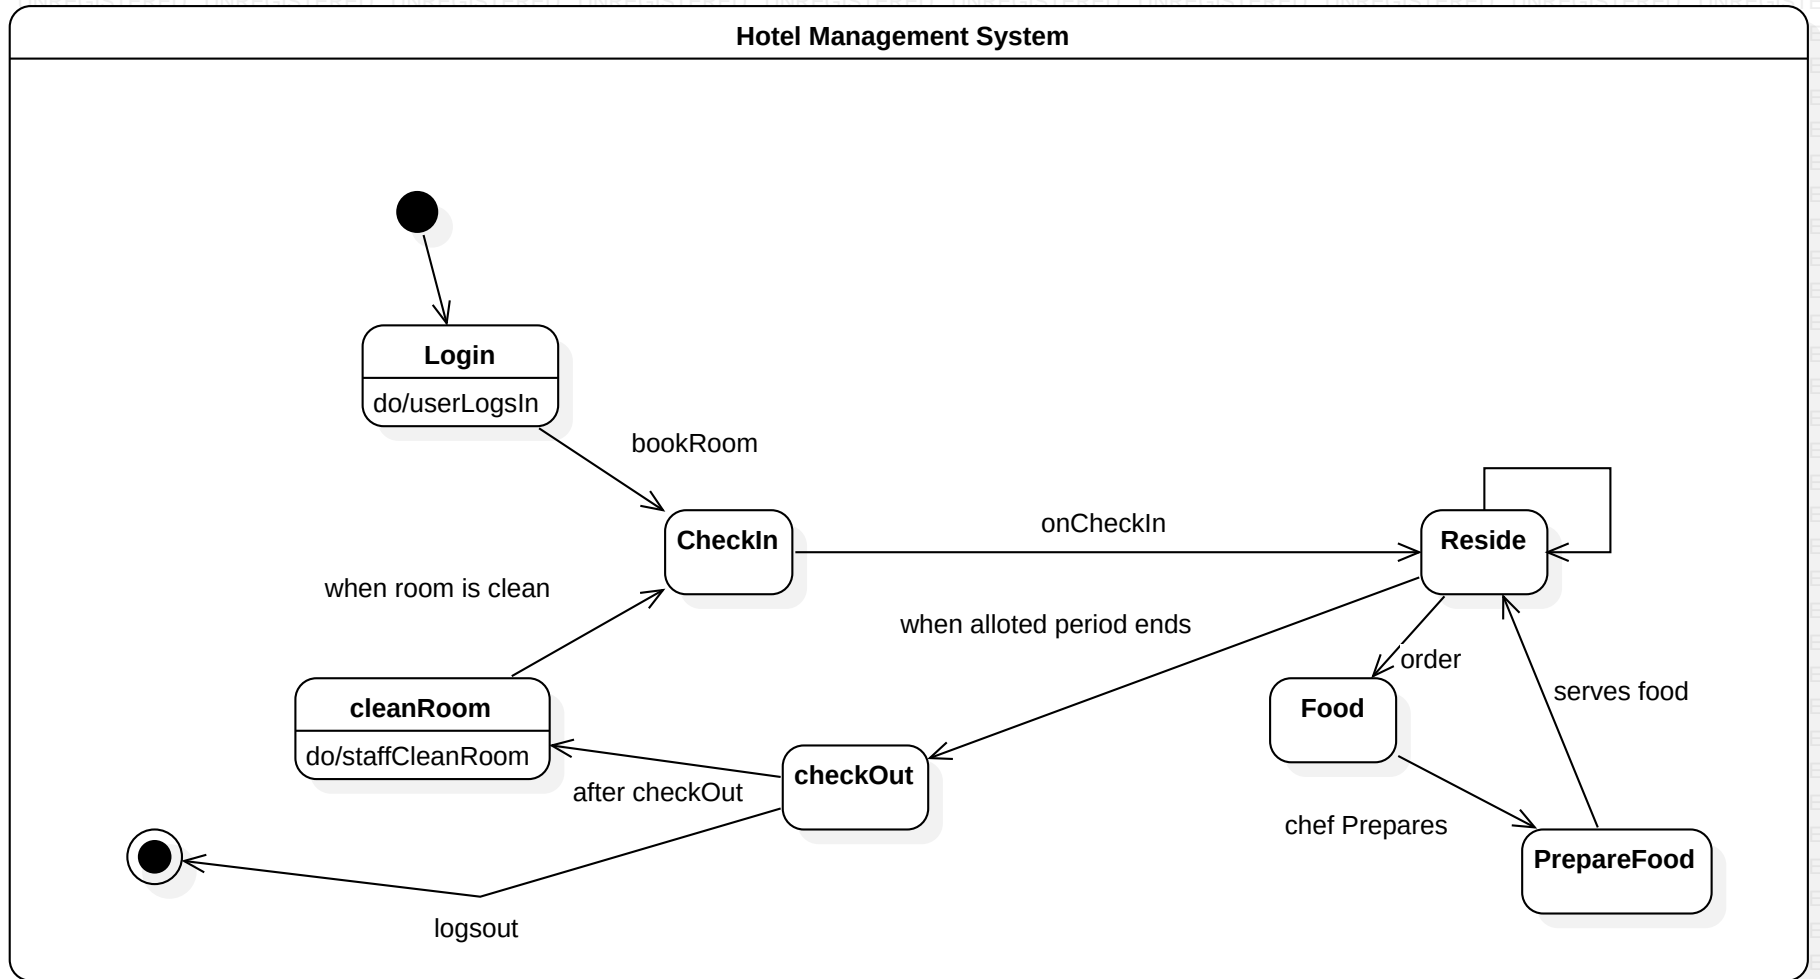 Hotel Management System
Login
do/userLogsIn
bookRoom
CheckIn
onCheckIn
Reside
when room is clean
when alloted period ends
order
serves food
cleanRoom
do/staffCleanRoom
Food
checkOut
after checkOut
chef Prepares
PrepareFood
logsout